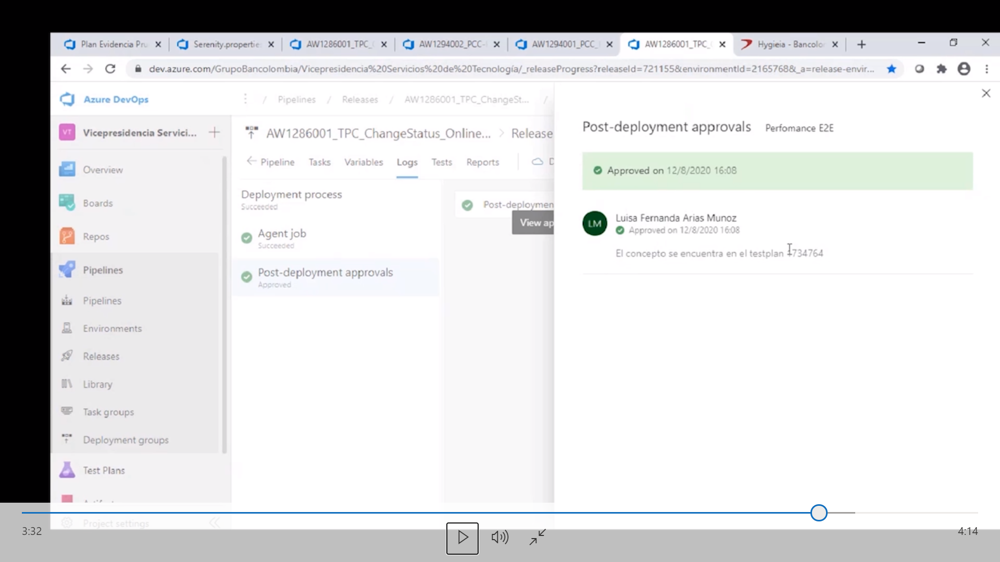 Plan Evidencia Pru
Serenity.propertie
AW1286001_TPC_
AW1294002_PCC-
AW1294001_PCC_
AW1286001_TPC_
Hygieia - Bancolo
dev.azure.com/GrupoBancolombia/Vicepresidencia%20Servicios%20de%20Tecnología/_releaseProgress?releaseId=721155&environmentId=2165768&_a=release-envir...
Azure DevOps
/ Pipelines / Releases / AW1286001_TPC_ChangeSt... /
VT Vicepresidencia Servici...
AW1286001_TPC_ChangeStatus_Online... > Release
Pipeline Tasks Variables Logs Tests Reports D
Overview
Boards
Repos
Pipelines
Pipelines
Environments
Releases
Library
Task groups
Deployment groups
Test Plans
Project settings
Deployment process
Succeeded
Agent job
Succeeded
Post-deployment approvals
Approved
Post-deploymen
View ap
Post-deployment approvals Perfomance E2E
Approved on 12/8/2020 16:08
LM Luisa Fernanda Arias Munoz
Approved on 12/8/2020 16:08
El concepto se encuentra en el testplan
3:32
4:14